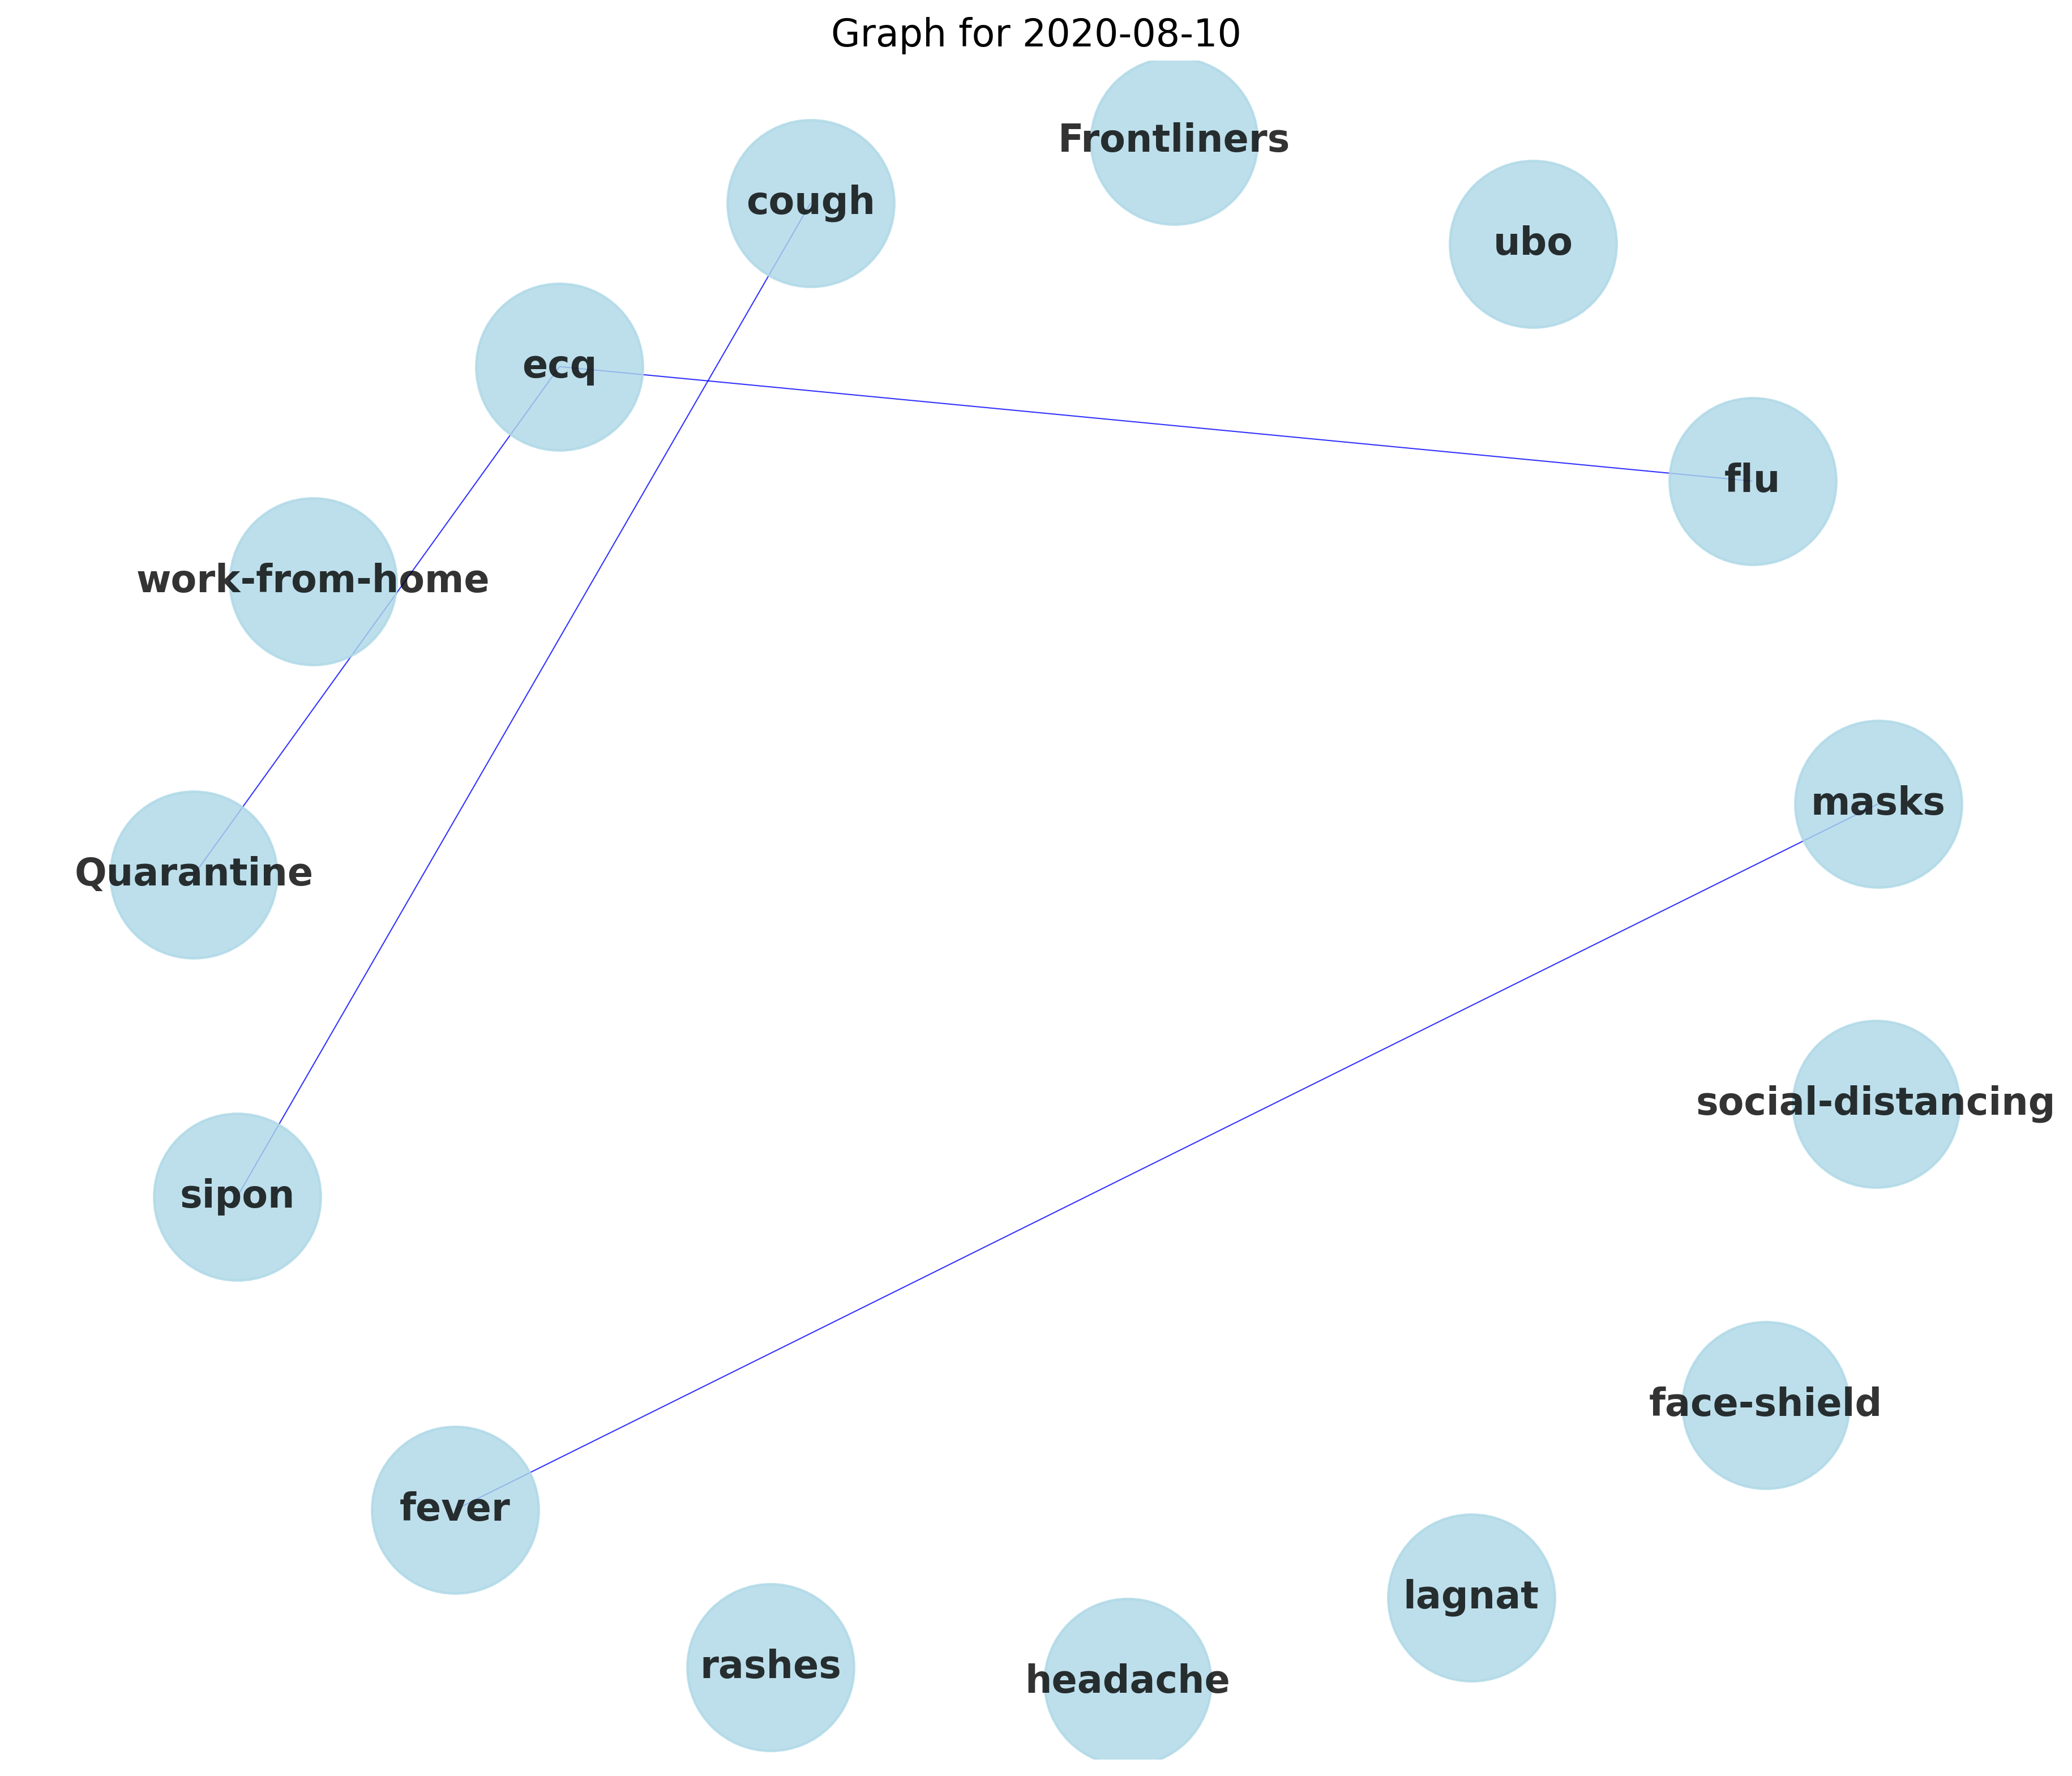 Graph for 2020-08-10
Frontliners
cough
ubo
ecq
flu
work-from-home
masks
Quarantine
social-distancing
sipon
face-shield
fever
lagnat
rashes
headache